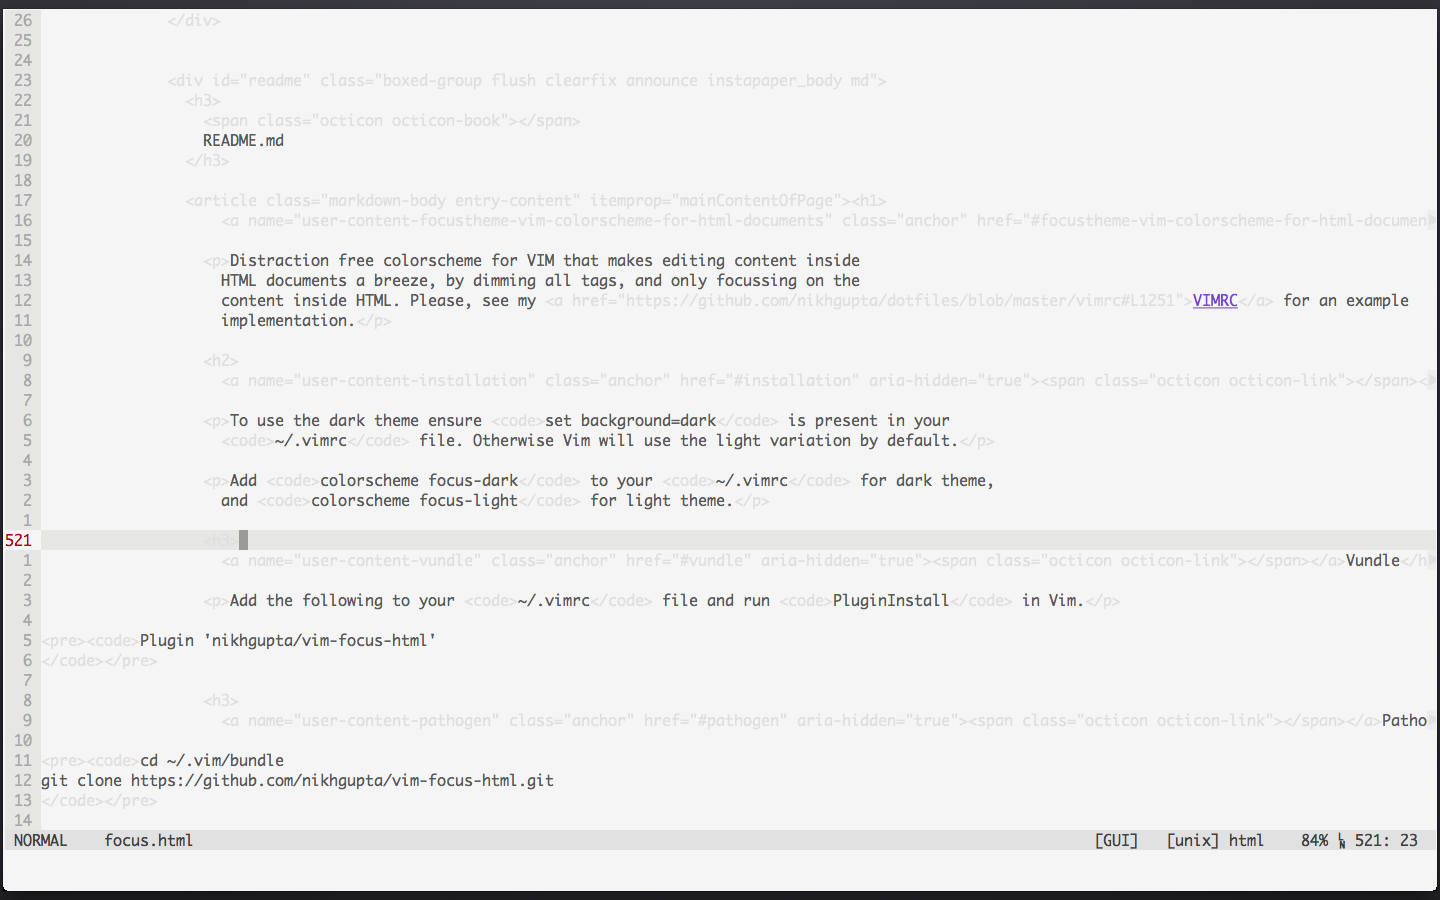 26 </div>
25
24
23 <div id="readme" class="boxed-group flush clearfix announce instapaper_body md">
22 <h3>
21 <span class="octicon octicon-book"></span>
20 README.md
19 </h3>
18
17 <article class="markdown-body entry-content" itemprop="mainContentOfPage"><h1>
16 <a name="user-content-focustheme-vim-colorscheme-for-html-documents" class="anchor" href="#focustheme-vim-colorscheme-for-html-documen
15
14 <p>Distraction free colorscheme for VIM that makes editing content inside
13 HTML documents a breeze, by dimming all tags, and only focussing on the
12 content inside HTML. Please, see my <a href="https://github.com/nikhgupta/dotfiles/blob/master/vimrc#L1251">VIMRC</a> for an example
11 implementation.</p>
10
9 <h2>
8 <a name="user-content-installation" class="anchor" href="#installation" aria-hidden="true"><span class="octicon octicon-link"></span><
7
6 <p>To use the dark theme ensure <code>set background=dark</code> is present in your
5 <code>~/.vimrc</code> file. Otherwise Vim will use the light variation by default.</p>
4
3 <p>Add <code>colorscheme focus-dark</code> to your <code>~/.vimrc</code> for dark theme,
2 and <code>colorscheme focus-light</code> for light theme.</p>
1
521 <h3>
1 <a name="user-content-vundle" class="anchor" href="#vundle" aria-hidden="true"><span class="octicon octicon-link"></span></a>Vundle</h
2
3 <p>Add the following to your <code>~/.vimrc</code> file and run <code>PluginInstall</code> in Vim.</p>
4
5 <pre><code>Plugin 'nikhgupta/vim-focus-html'
6 </code></pre>
7
8 <h3>
9 <a name="user-content-pathogen" class="anchor" href="#pathogen" aria-hidden="true"><span class="octicon octicon-link"></span></a>Patho
10
11 <pre><code>cd ~/.vim/bundle
12 git clone https://github.com/nikhgupta/vim-focus-html.git
13 </code></pre>
14
NORMAL focus.html [GUI] [unix] html 84% ␤ 521: 23